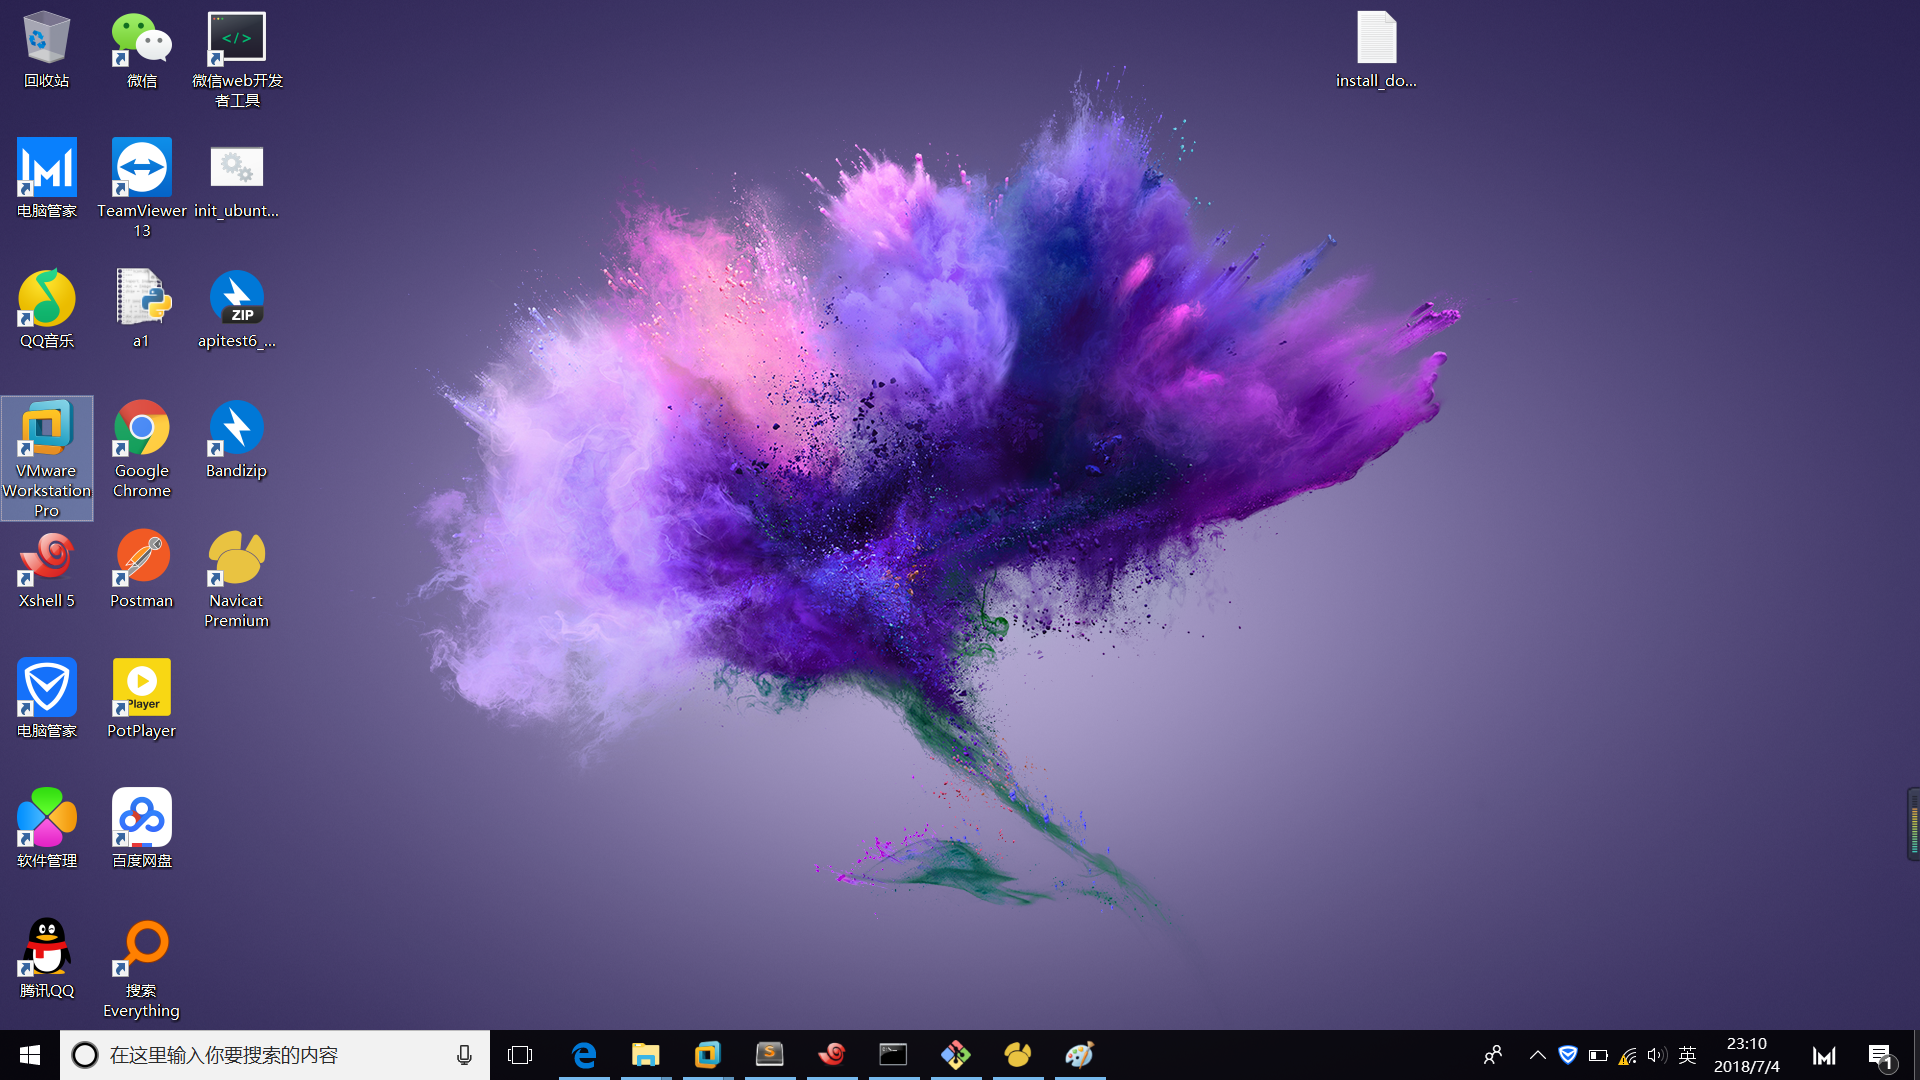 回收站
微信
微信web开发
者工具
install_do...
电脑管家
TeamViewer
13
init_ubunt...
QQ音乐
a1
ZIP
apitest6_...
VMware
Workstation
Pro
Google
Chrome
Bandizip
Xshell 5
Postman
Navicat
Premium
电脑管家
Player
PotPlayer
软件管理
百度网盘
腾讯QQ
搜索
Everything
在这里输入你要搜索的内容
英
23:10
2018/7/4
1